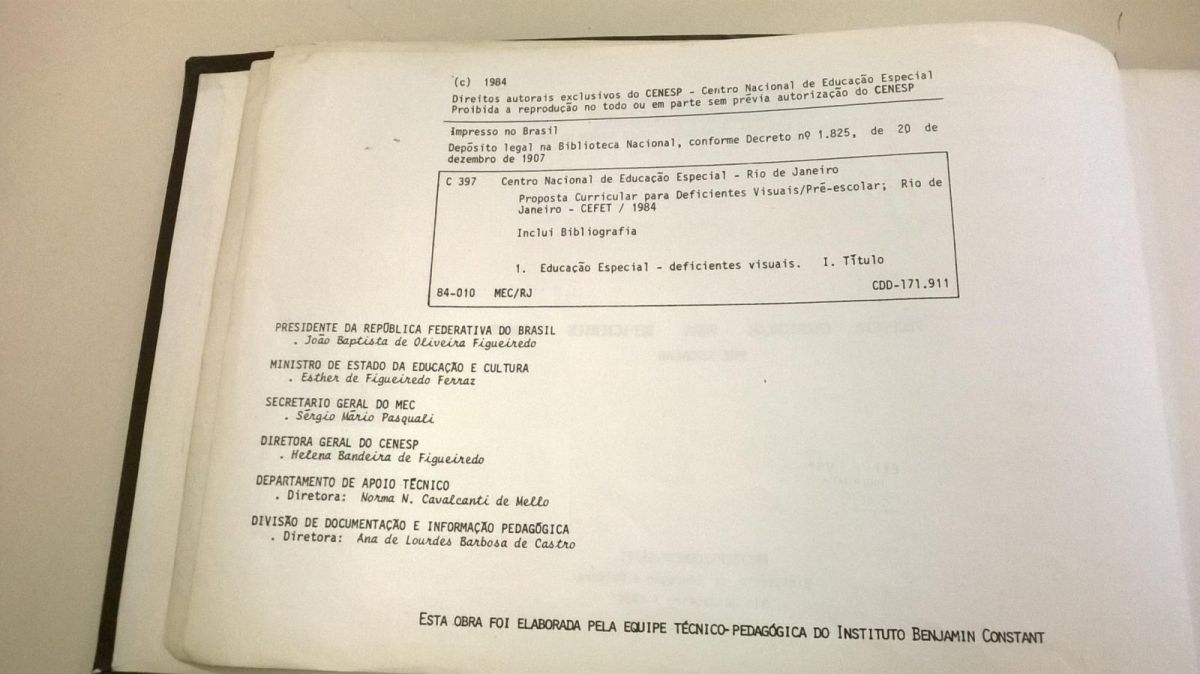 (c) 1984
Direitos autorais exclusivos do CENESP - Centro Nacional de Educação Especial
Proibida a reprodução no todo ou em parte sem prévia autorização do CENESP
Impresso no Brasil
Depósito legal na Biblioteca Nacional, conforme Decreto nº 1.825, de 20 de
dezembro de 1907
C 397 Centro Nacional de Educação Especial - Rio de Janeiro
Proposta Curricular para Deficientes Visuais/Pré-escolar; Rio de
Janeiro - CEFET / 1984
Inclui Bibliografia
1. Educação Especial - deficientes visuais. I. Título
84-010 MEC/RJ CDD-171.911
PRESIDENTE DA REPÚBLICA FEDERATIVA DO BRASIL
. João Baptista de Oliveira Figueiredo
MINISTRO DE ESTADO DA EDUCAÇÃO E CULTURA
. Esther de Figueiredo Ferraz
SECRETARIO GERAL DO MEC
. Sérgio Mário Pasquali
DIRETORA GERAL DO CENESP
. Helena Bandeira de Figueiredo
DEPARTAMENTO DE APOIO TÉCNICO
. Diretora: Norma N. Cavalcanti de Mello
DIVISÃO DE DOCUMENTAÇÃO E INFORMAÇÃO PEDAGÓGICA
. Diretora: Ana de Lourdes Barbosa de Castro
ESTA OBRA FOI ELABORADA PELA EQUIPE TÉCNICO-PEDAGÓGICA DO INSTITUTO BENJAMIN CONSTANT